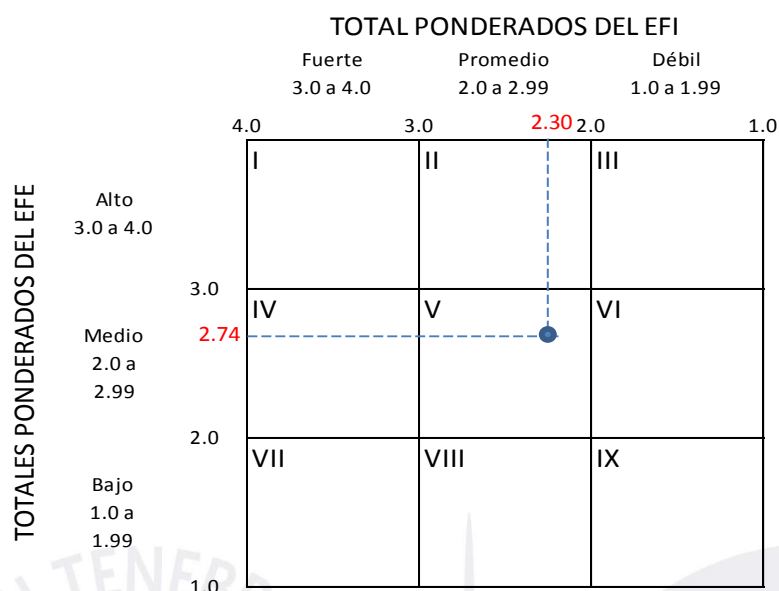 TOTAL PONDERADOS DEL EFI
Fuerte Promedio Débil
3.0 a 4.0 2.0 a 2.99 1.0 a 1.99
4.0 3.0 2.30 2.0 1.0
TOTALES PONDERADOS DEL EFE
I II III
Alto
3.0 a 4.0
3.0
IV V VI
Medio
2.74
2.0 a
2.99
2.0
VII VIII IX
Bajo
1.0 a
1.99
1.0